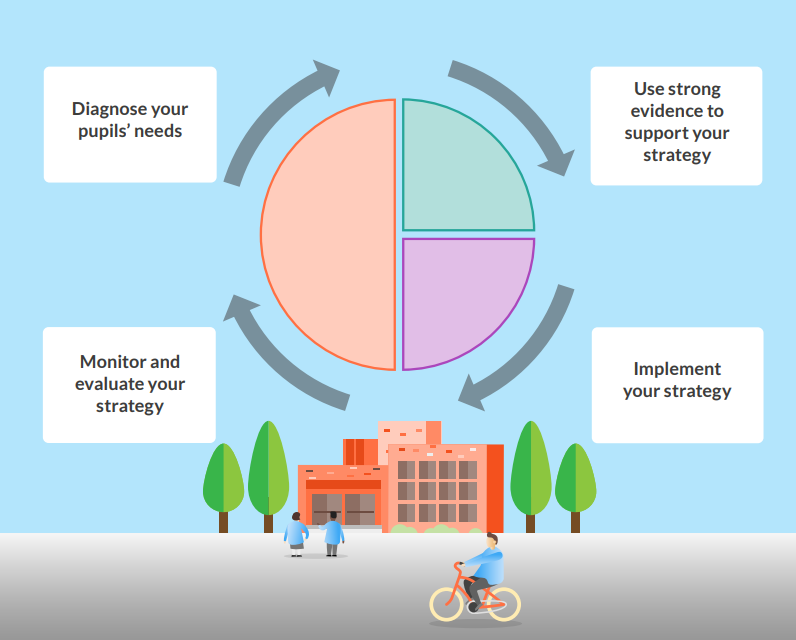 Diagnose your
pupils’ needs
Use strong
evidence to
support your
strategy
Implement
your strategy
Monitor and
evaluate your
strategy